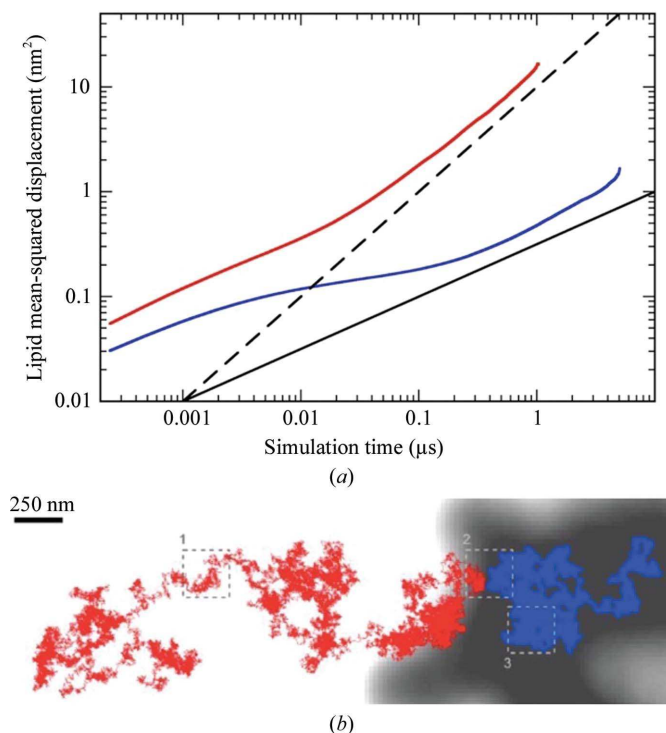 10
1
0.1
0.01
Lipid mean-squared displacement (nm²)
0.001 0.01 0.1 1
Simulation time (µs)
(a)
250 nm
1
2
3
(b)